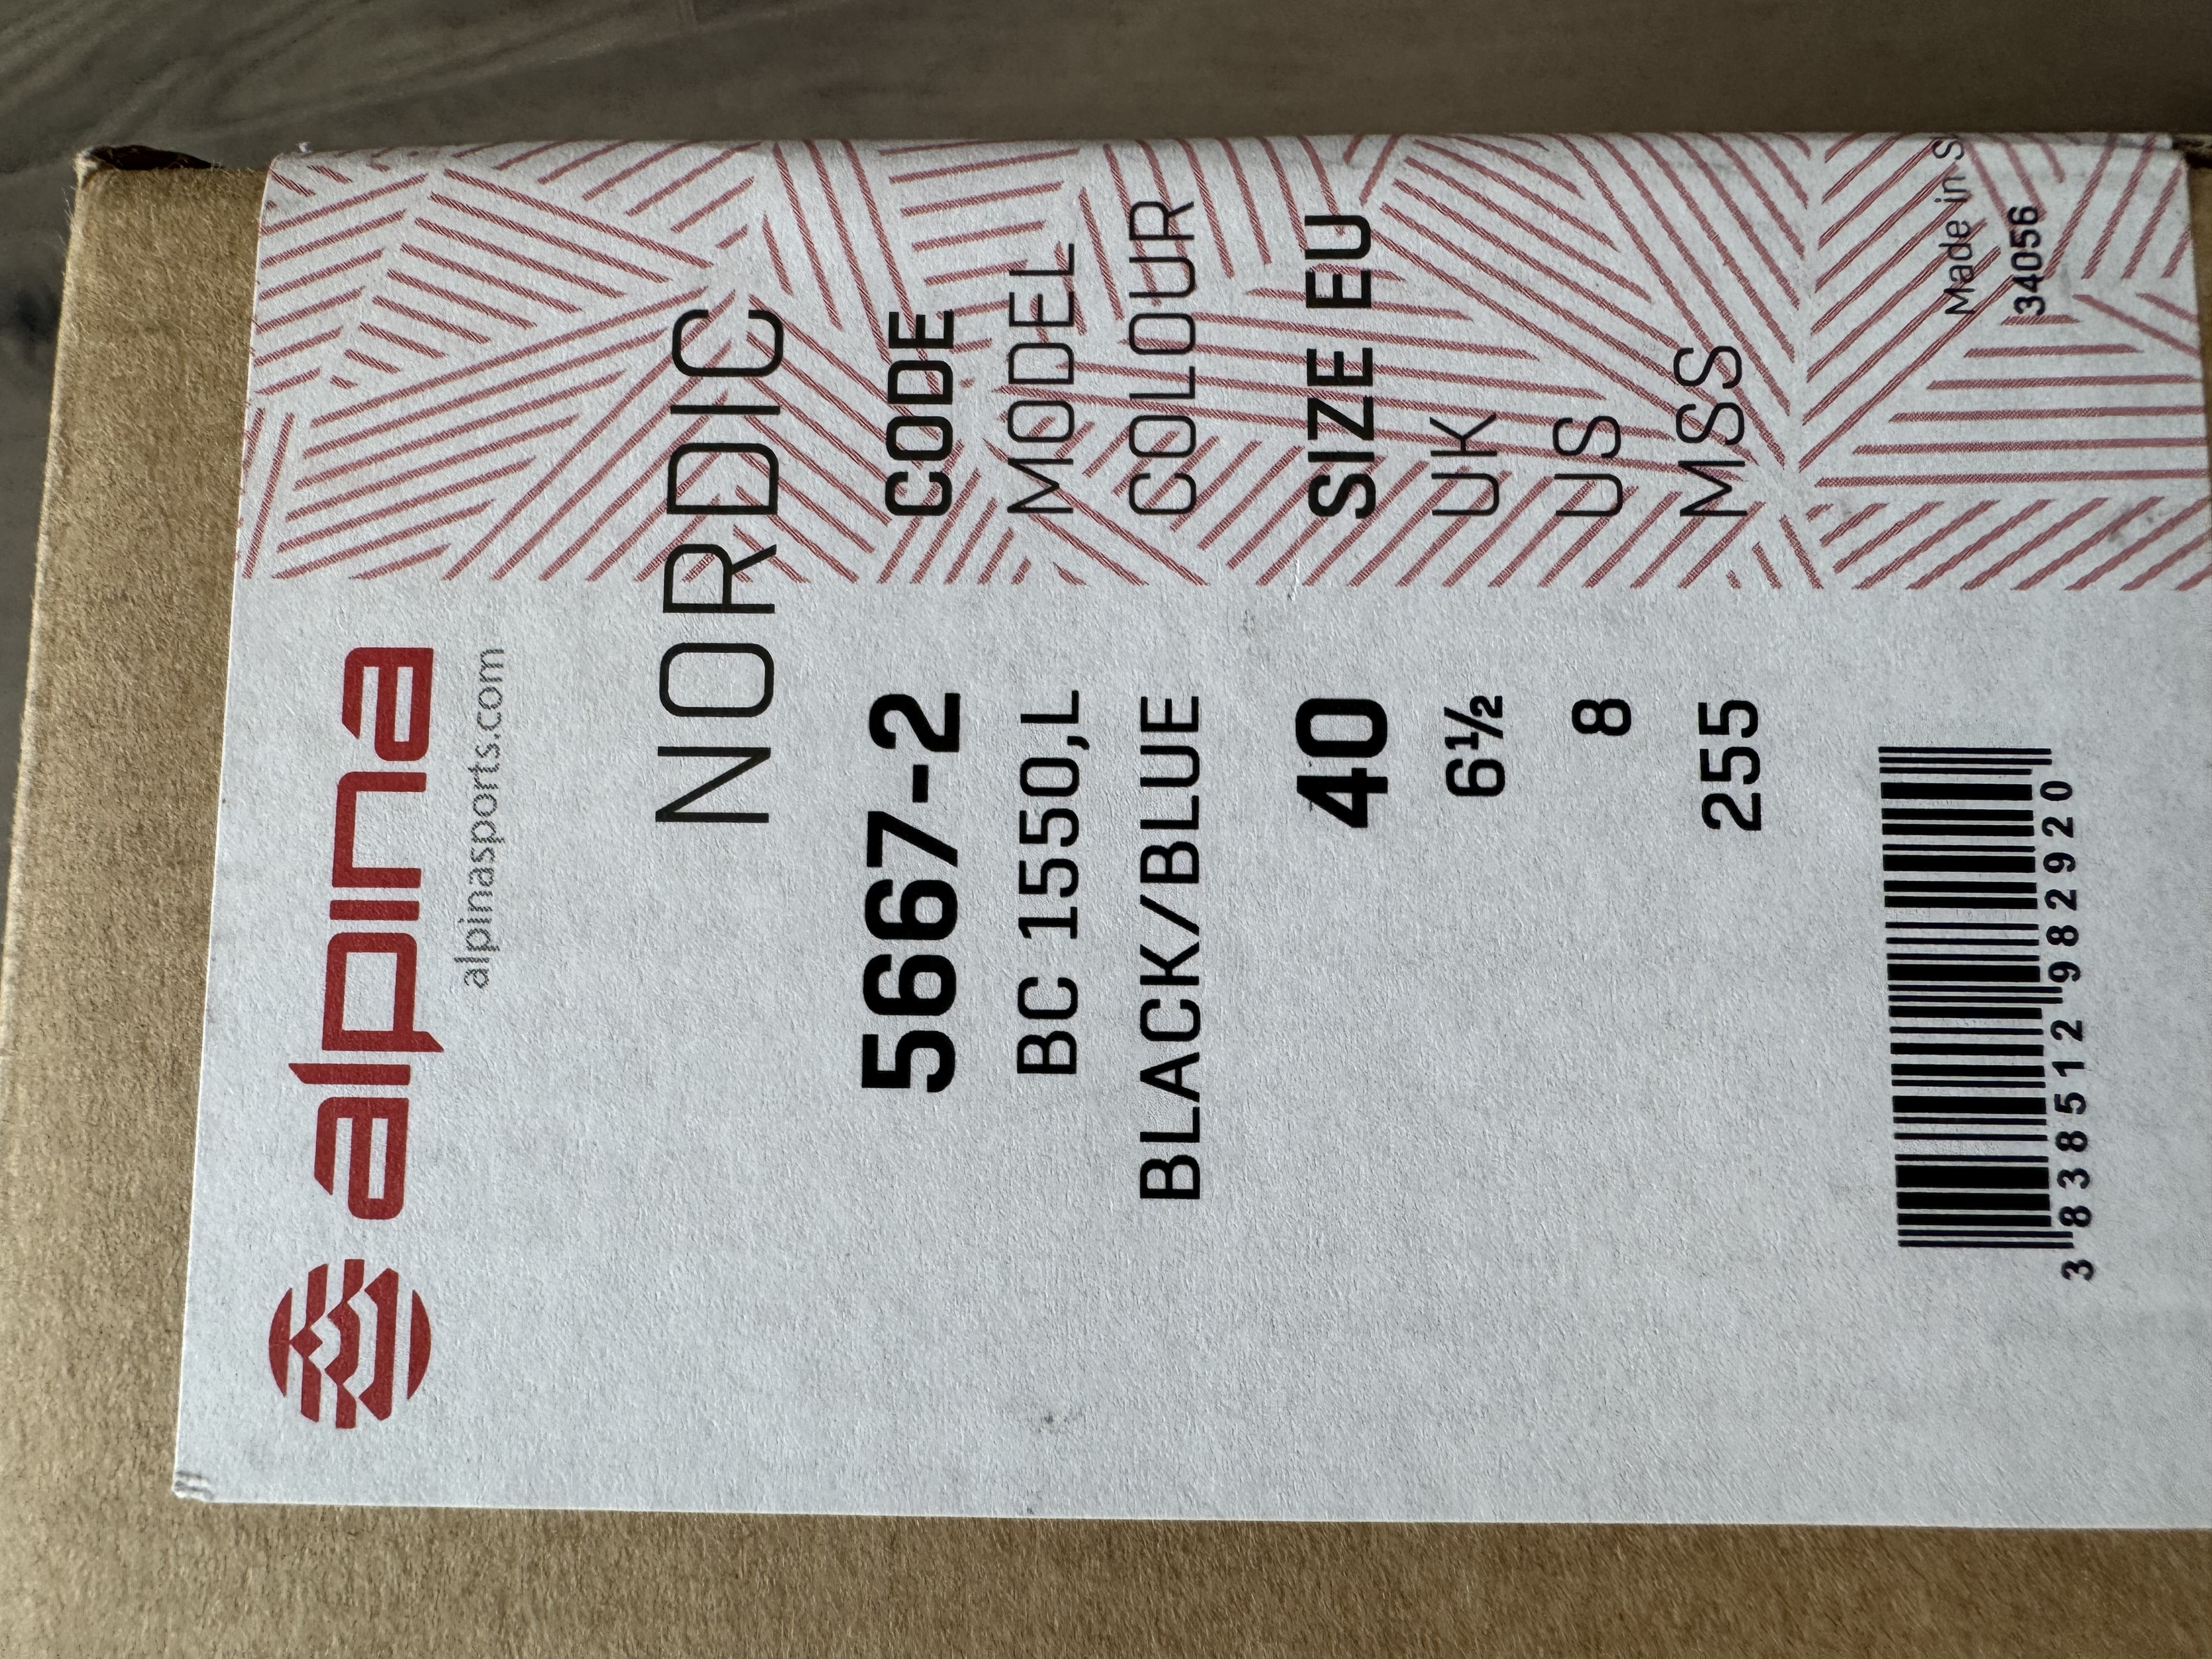 alpina
alpinasports.com
NORDIC
CODE 5667-2
MODEL BC 1550,L
COLOUR BLACK/BLUE
SIZE EU 40
UK 6½
US 8
MSS 255
Made in S
34056
3 838512 982920